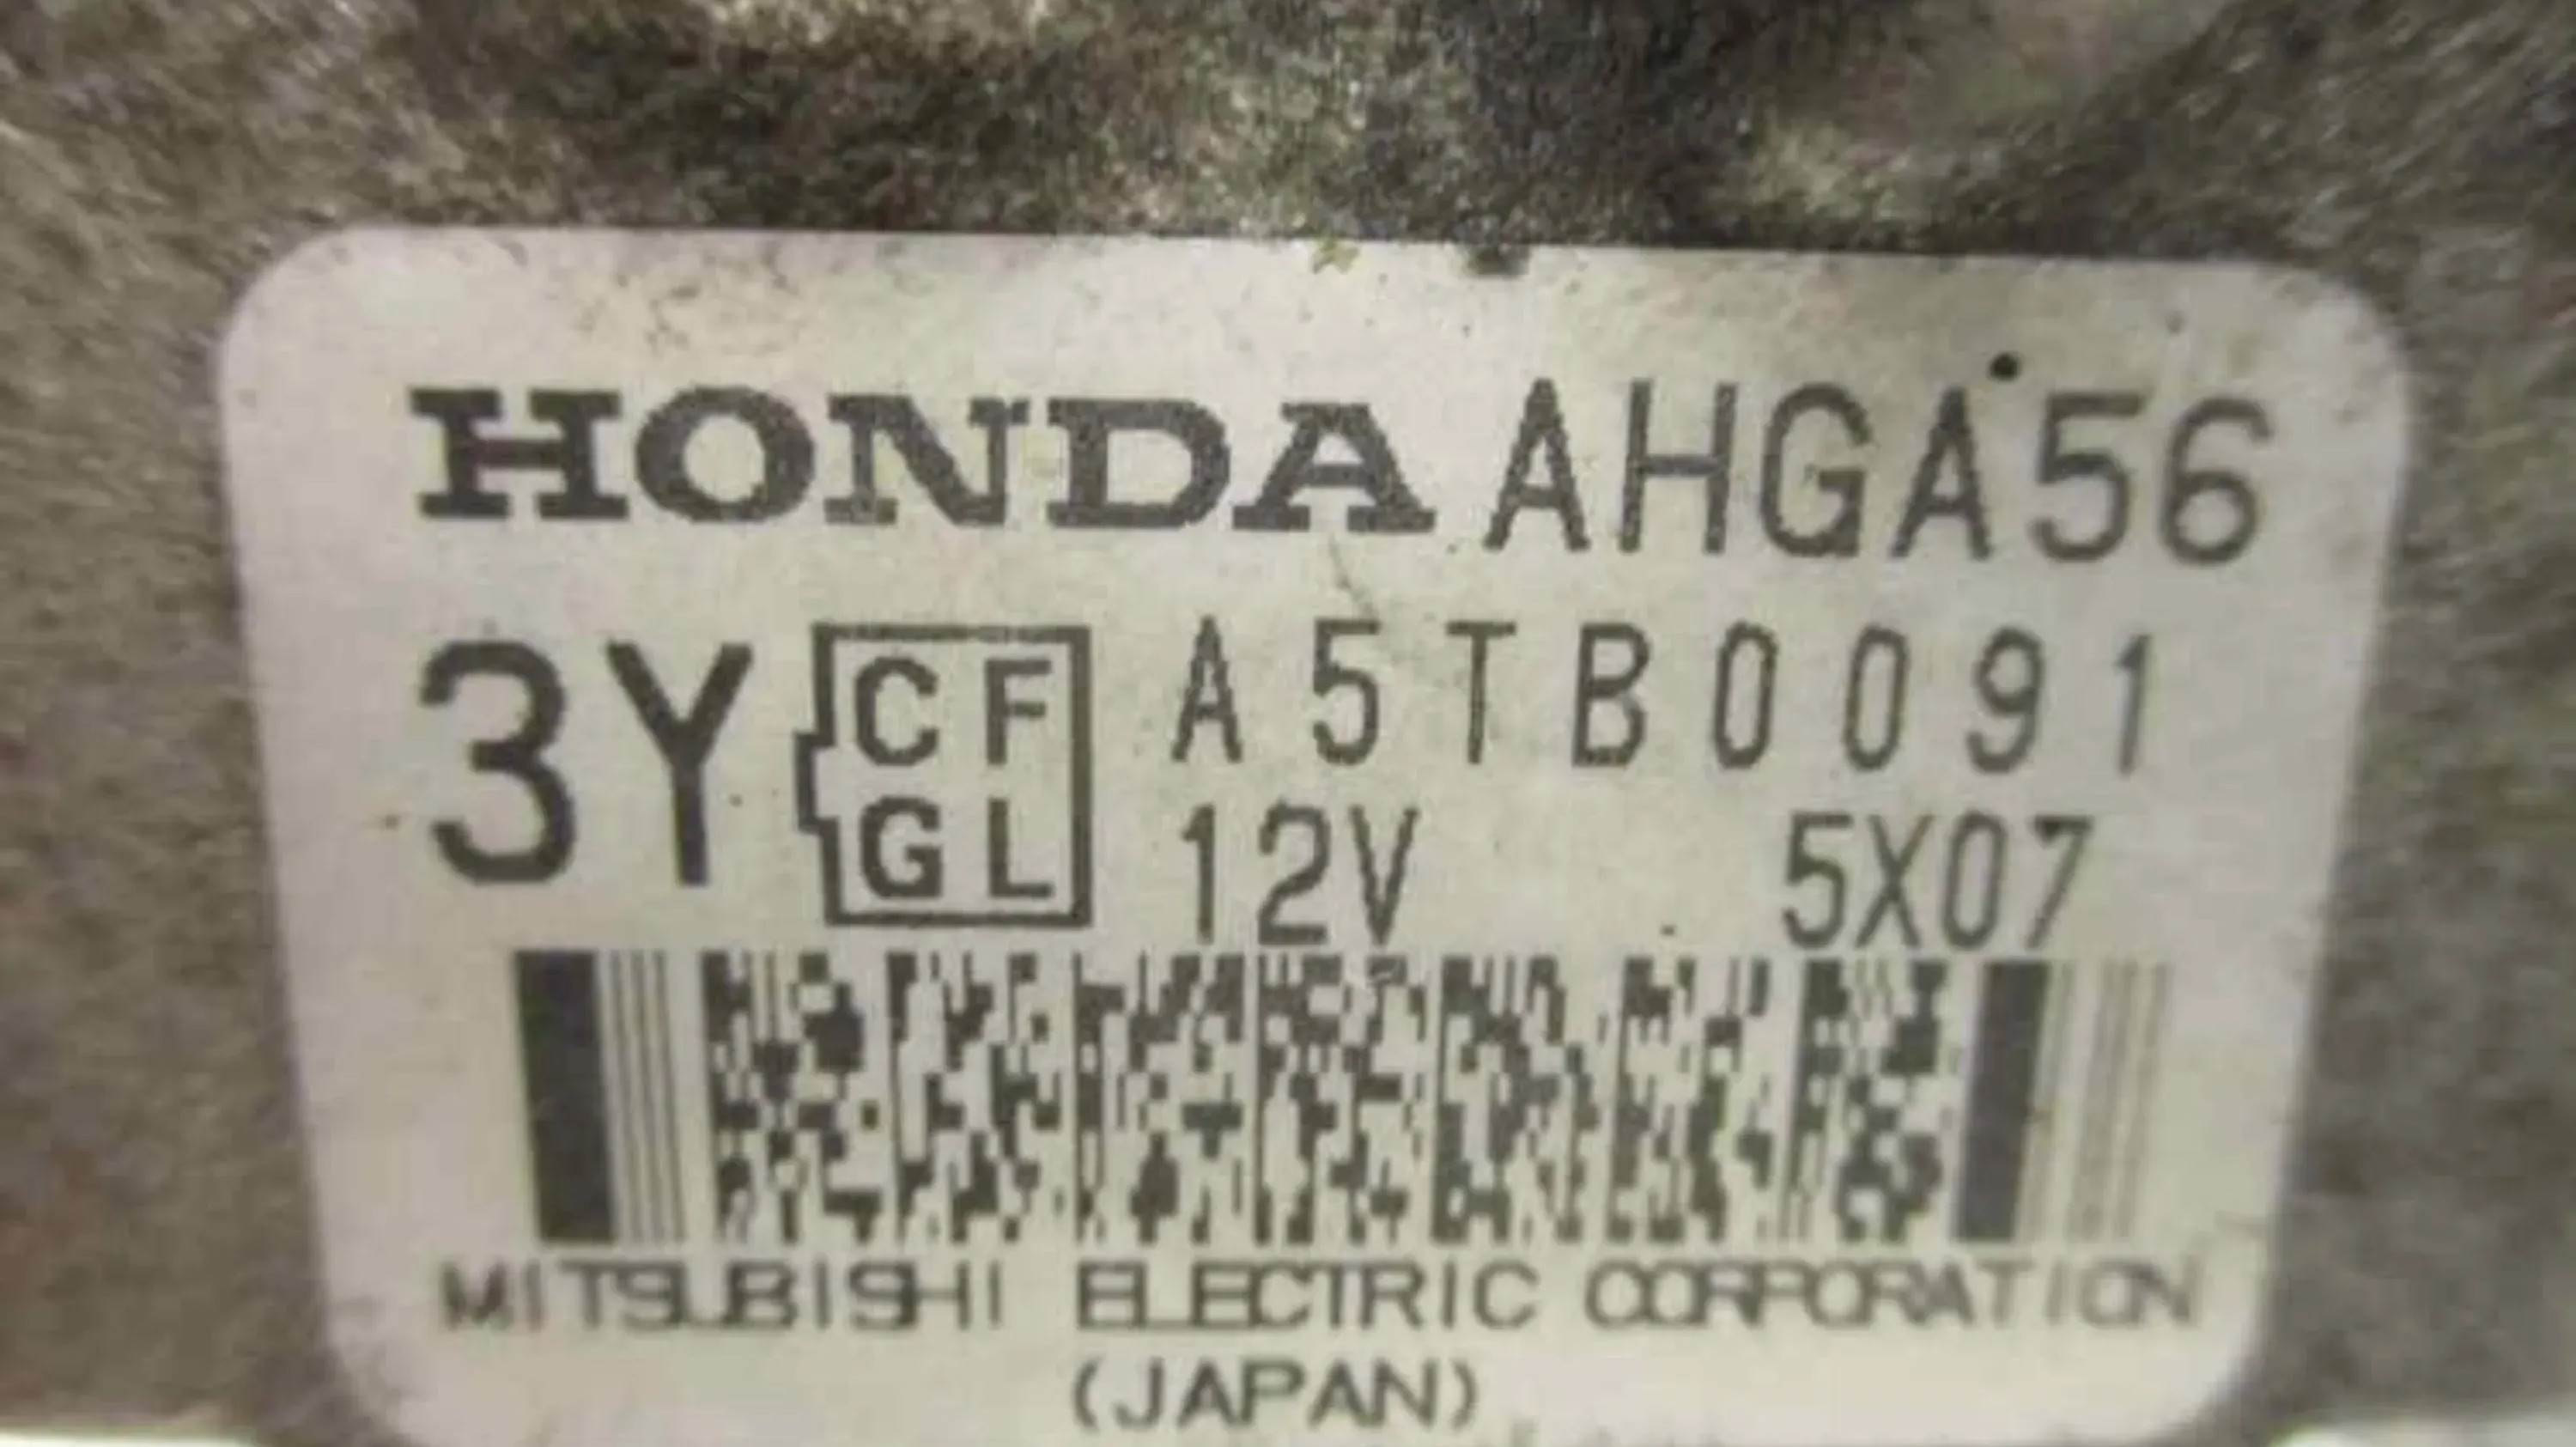 HONDA AHGA56
3Y CF A5TB0091
GL 12V 5X07
MITSUBISHI ELECTRIC CORPORATION
(JAPAN)